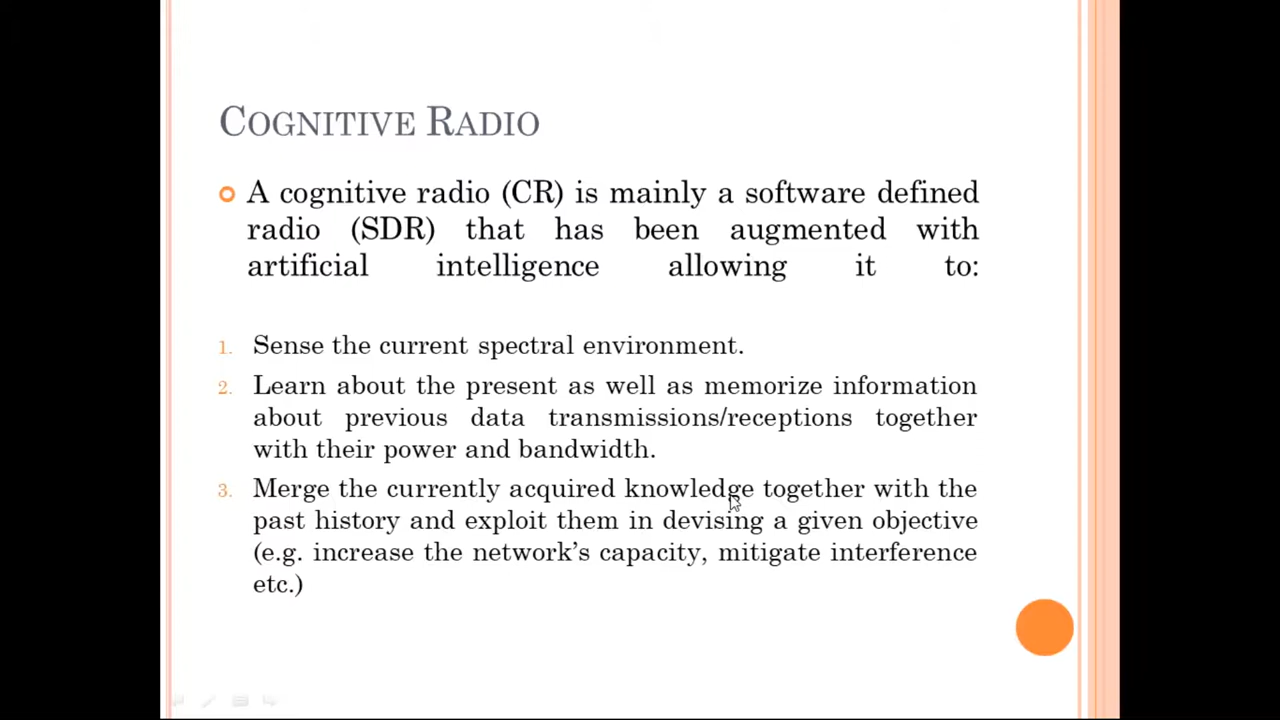 COGNITIVE RADIO
A cognitive radio (CR) is mainly a software defined
radio (SDR) that has been augmented with
artificial intelligence allowing it to:
1. Sense the current spectral environment.
2. Learn about the present as well as memorize information
about previous data transmissions/receptions together
with their power and bandwidth.
3. Merge the currently acquired knowledge together with the
past history and exploit them in devising a given objective
(e.g. increase the network’s capacity, mitigate interference
etc.)